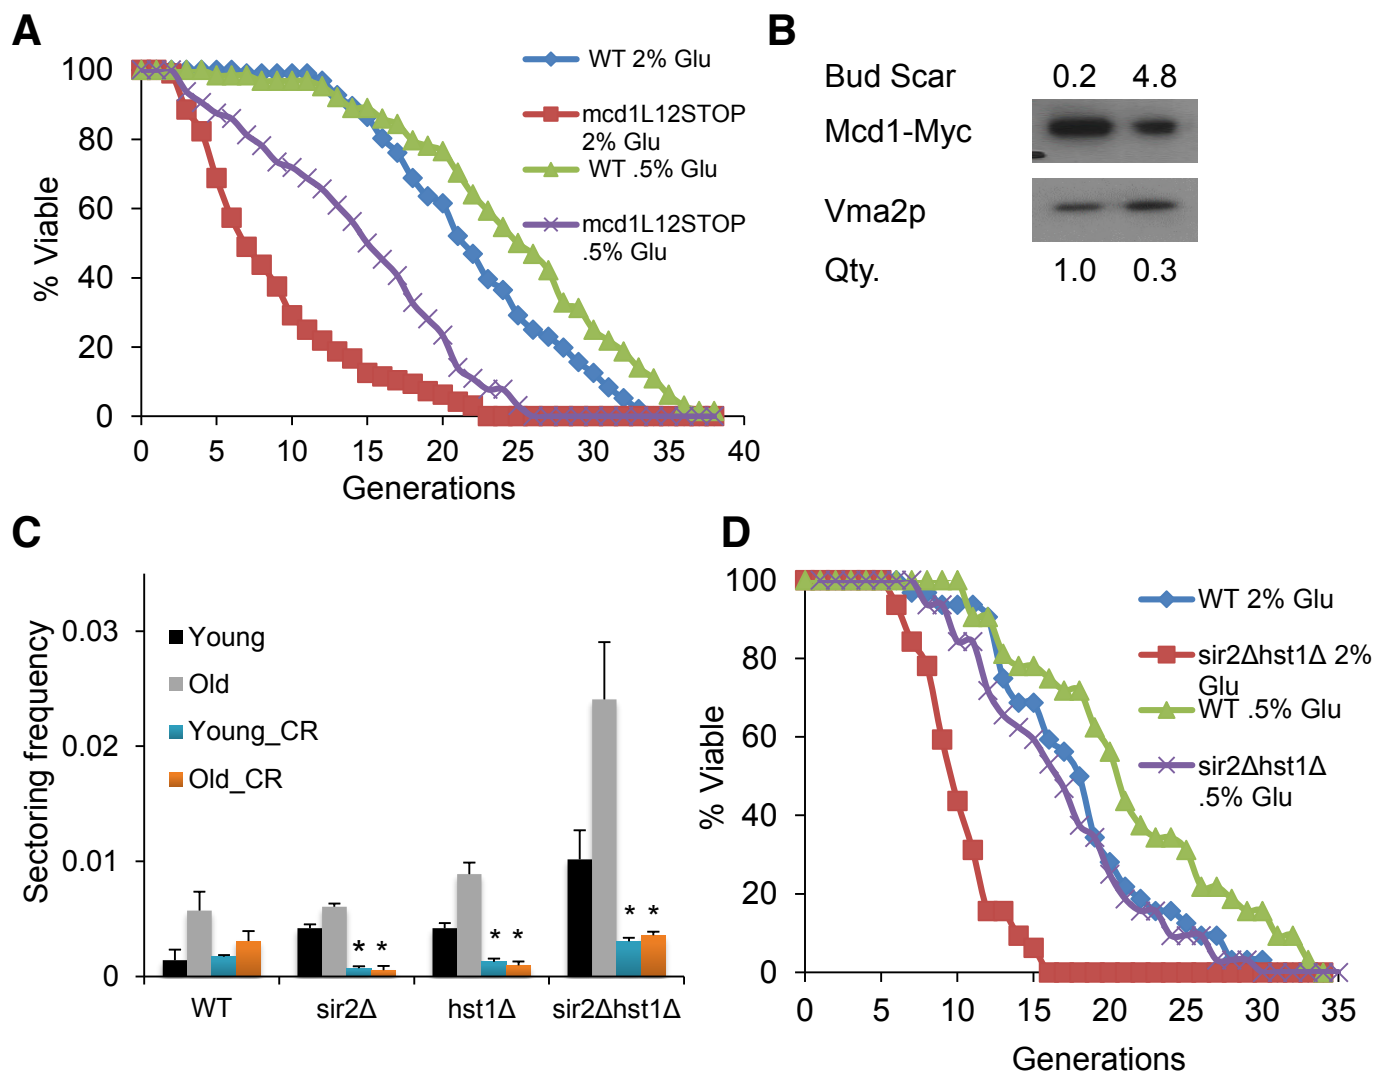 A
100
80
60
40
20
0
% Viable
0 5 10 15 20 25 30 35 40
Generations
WT 2% Glu
mcd1L12STOP
2% Glu
WT .5% Glu
mcd1L12STOP
.5% Glu
B
Bud Scar 0.2 4.8
Mcd1-Myc
Vma2p
Qty. 1.0 0.3
C
Sectoring frequency
0.03
0.02
0.01
0
Young
Old
Young_CR
Old_CR
* * * * * *
WT sir2Δ hst1Δ sir2Δhst1Δ
D
100
80
60
40
20
0
% Viable
0 5 10 15 20 25 30 35
Generations
WT 2% Glu
sir2Δhst1Δ 2%
Glu
WT .5% Glu
sir2Δhst1Δ
.5% Glu